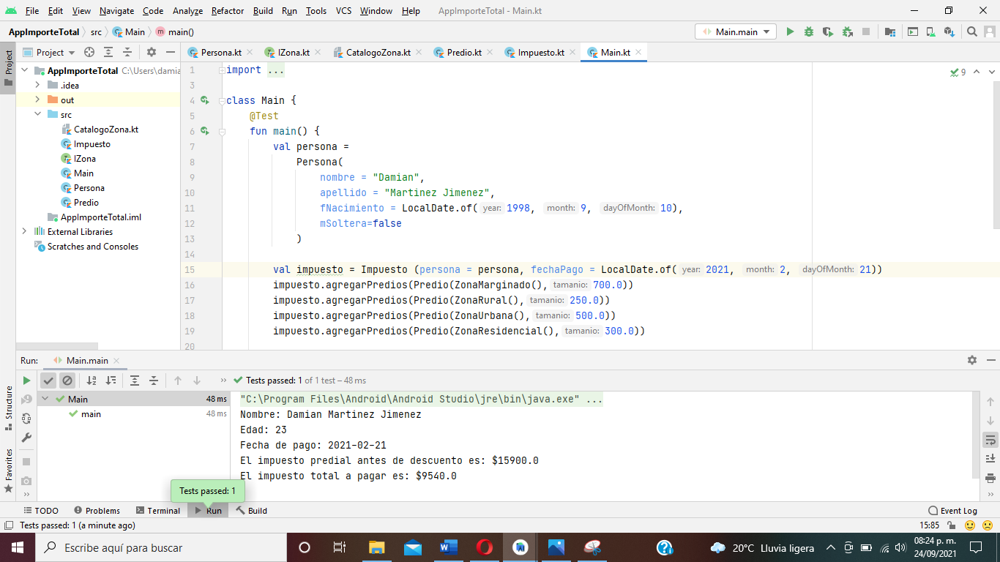 File Edit View Navigate Code Analyze Refactor Build Run Tools VCS Window Help AppImporteTotal - Main.kt
AppImporteTotal src Main m main() Main.main
Project Persona.kt IZona.kt CatalogoZona.kt Predio.kt Impuesto.kt Main.kt
Project
AppImporteTotal C:\Users\damia
.idea
out
src
CatalogoZona.kt
Impuesto
IZona
Main
Persona
Predio
AppImporteTotal.iml
External Libraries
Scratches and Consoles
9
1 import ...
3
4 class Main {
5 @Test
6 fun main() {
7 val persona =
8 Persona(
9 nombre = "Damian",
10 apellido = "Martinez Jimenez",
11 fNacimiento = LocalDate.of( year: 1998, month: 9, dayOfMonth: 10),
12 mSoltera=false
13 )
14
15 val impuesto = Impuesto (persona = persona, fechaPago = LocalDate.of( year: 2021, month: 2, dayOfMonth: 21))
16 impuesto.agregarPredios(Predio(ZonaMarginado(), tamanio: 700.0))
17 impuesto.agregarPredios(Predio(ZonaRural(), tamanio: 250.0))
18 impuesto.agregarPredios(Predio(ZonaUrbana(), tamanio: 500.0))
19 impuesto.agregarPredios(Predio(ZonaResidencial(), tamanio: 300.0))
20
Run: Main.main
Tests passed: 1 of 1 test – 48 ms
Main 48 ms
main 48 ms
"C:\Program Files\Android\Android Studio\jre\bin\java.exe" ...
Nombre: Damian Martinez Jimenez
Edad: 23
Fecha de pago: 2021-02-21
El impuesto predial antes de descuento es: $15900.0
El impuesto total a pagar es: $9540.0
Structure
Favorites
Tests passed: 1
TODO Problems Terminal Run Build Event Log
Tests passed: 1 (a minute ago) 15:85
Escribe aquí para buscar
20°C Lluvia ligera
08:24 p. m.
24/09/2021